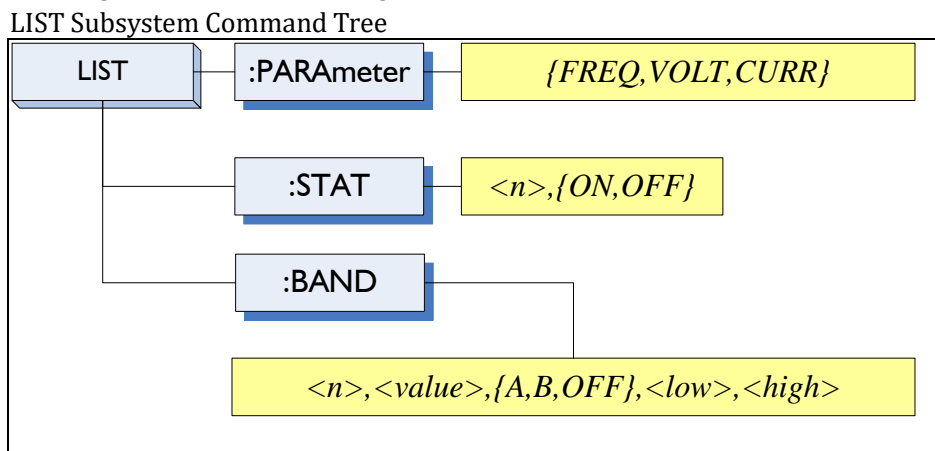 LIST Subsystem Command Tree
LIST :PARAmeter {FREQ,VOLT,CURR}
:STAT <n>,{ON,OFF}
:BAND
<n>,<value>,{A,B,OFF},<low>,<high>